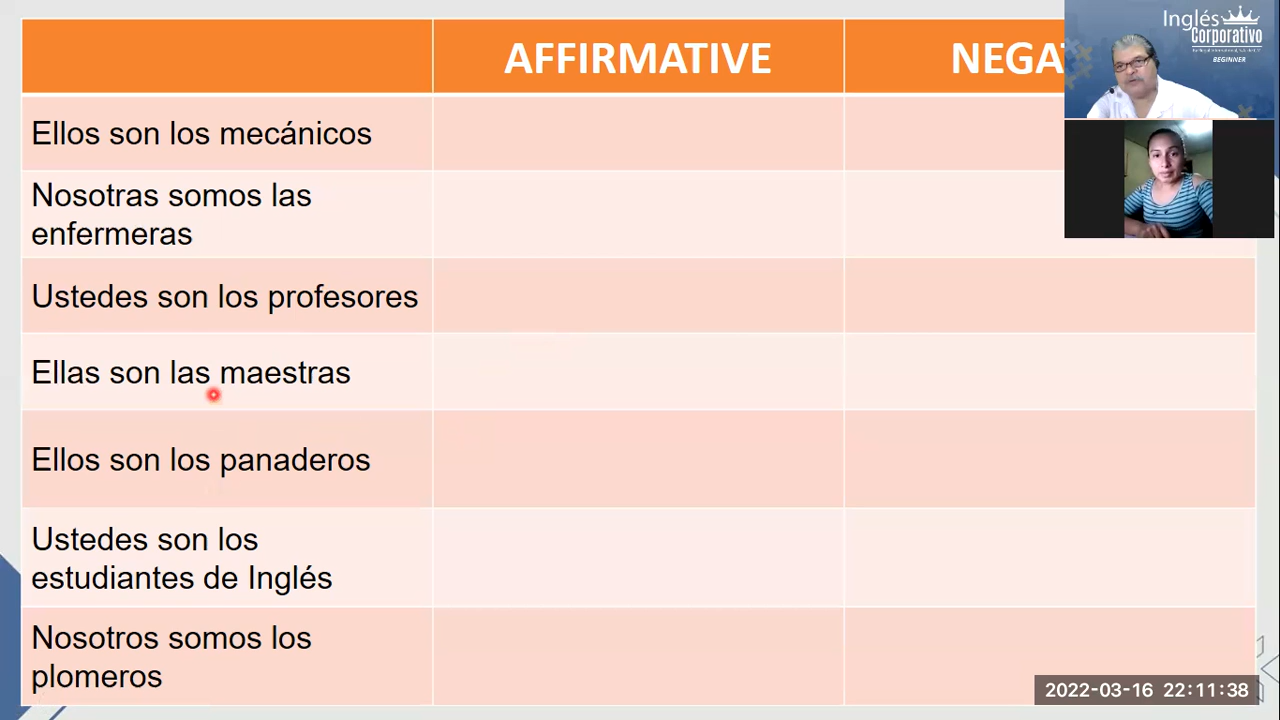 AFFIRMATIVE
NEGA
Ellos son los mecánicos
Nosotras somos las
enfermeras
Ustedes son los profesores
Ellas son las maestras
Ellos son los panaderos
Ustedes son los
estudiantes de Inglés
Nosotros somos los
plomeros
Inglés
Corporativo
BEGINNER
2022-03-16 22:11:38